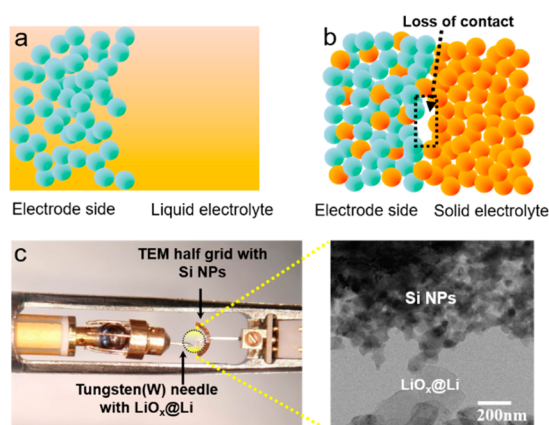 a
b
Loss of contact
Electrode side
Liquid electrolyte
Electrode side
Solid electrolyte
c
TEM half grid with
Si NPs
Tungsten(W) needle
with LiOₓ@Li
Si NPs
LiOₓ@Li
200nm